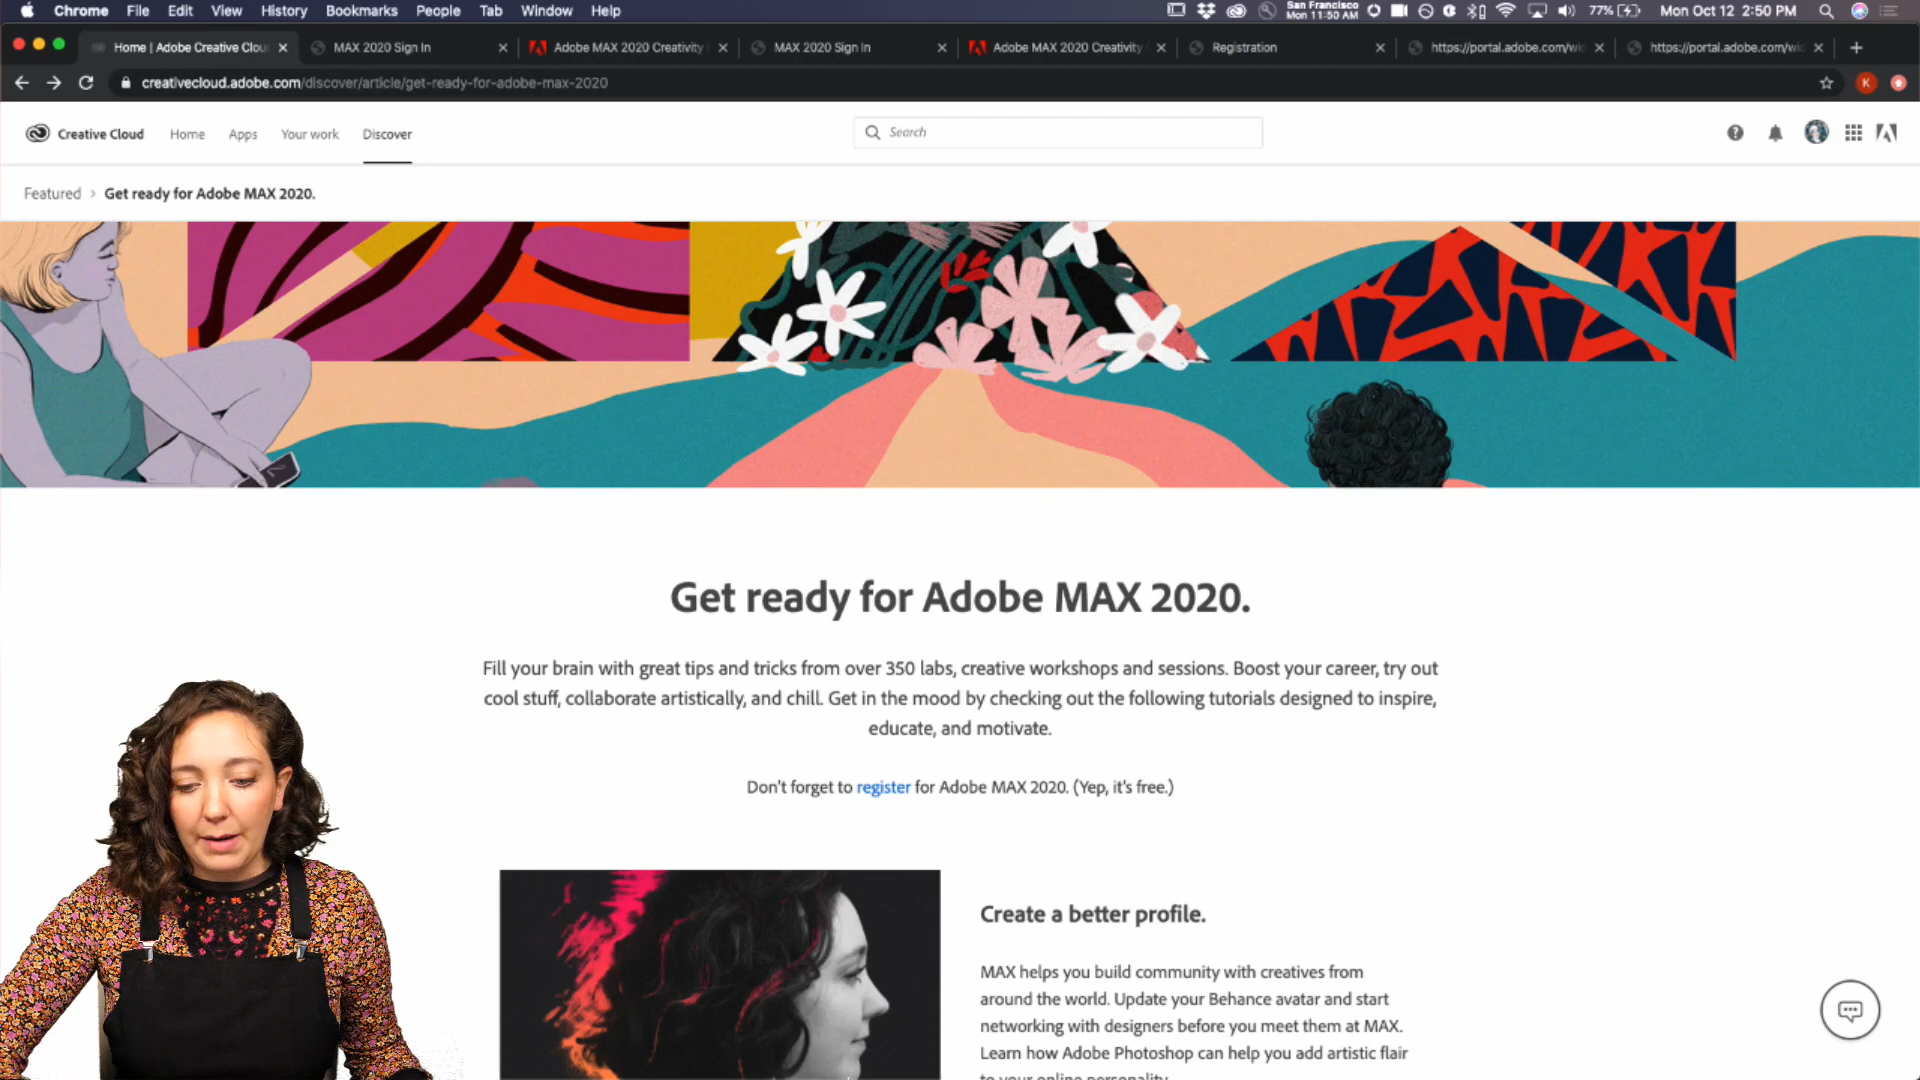 Chrome File Edit View History Bookmarks People Tab Window Help
San Francisco
Mon 11:50 AM
77%
Mon Oct 12 2:50 PM
Home | Adobe Creative Clou
MAX 2020 Sign In
Adobe MAX 2020 Creativity
MAX 2020 Sign In
Adobe MAX 2020 Creativity
Registration
https://portal.adobe.com/wid
https://portal.adobe.com/wid
creativecloud.adobe.com/discover/article/get-ready-for-adobe-max-2020
K
Creative Cloud Home Apps Your work Discover
Search
Featured > Get ready for Adobe MAX 2020.
Get ready for Adobe MAX 2020.
Fill your brain with great tips and tricks from over 350 labs, creative workshops and sessions. Boost your career, try out
cool stuff, collaborate artistically, and chill. Get in the mood by checking out the following tutorials designed to inspire,
educate, and motivate.
Don't forget to register for Adobe MAX 2020. (Yep, it's free.)
Create a better profile.
MAX helps you build community with creatives from
around the world. Update your Behance avatar and start
networking with designers before you meet them at MAX.
Learn how Adobe Photoshop can help you add artistic flair
to your online personality.